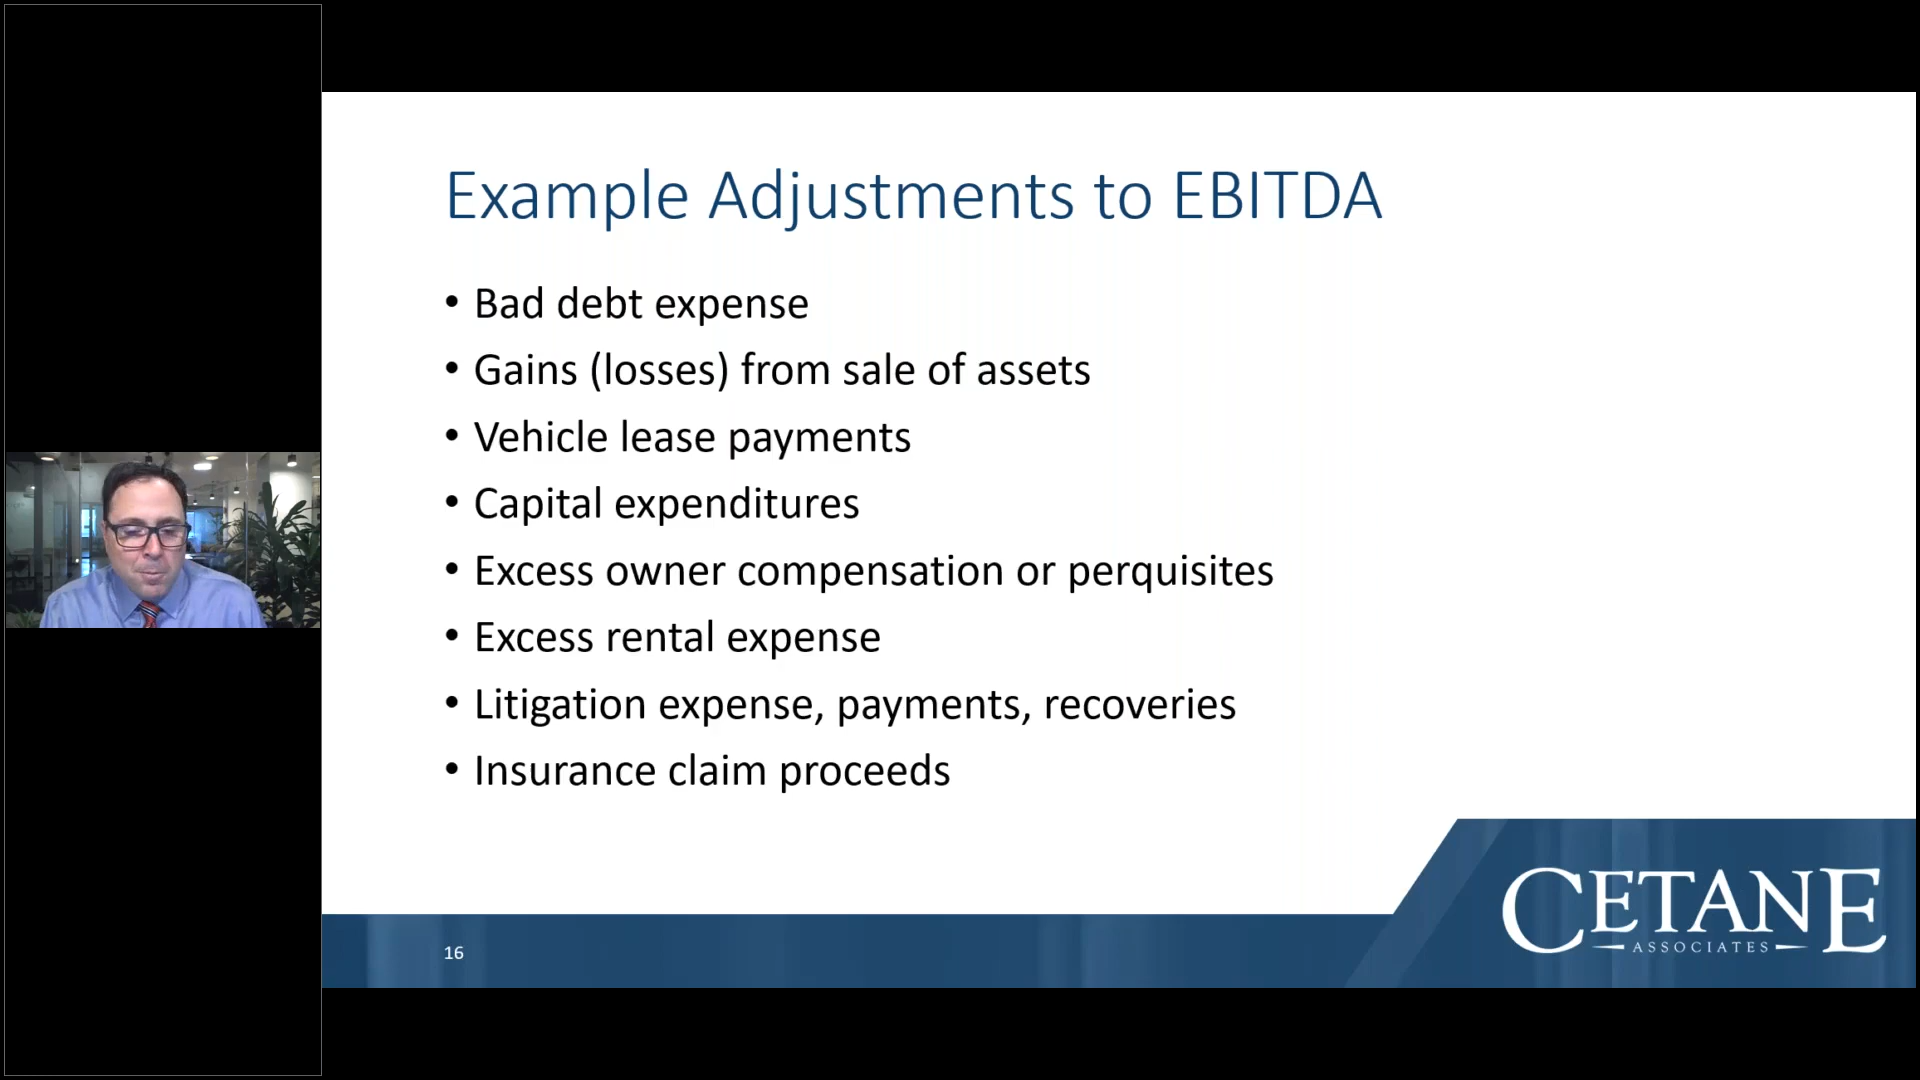 Example Adjustments to EBITDA
• Bad debt expense
• Gains (losses) from sale of assets
• Vehicle lease payments
• Capital expenditures
• Excess owner compensation or perquisites
• Excess rental expense
• Litigation expense, payments, recoveries
• Insurance claim proceeds
16
CETANE
ASSOCIATES